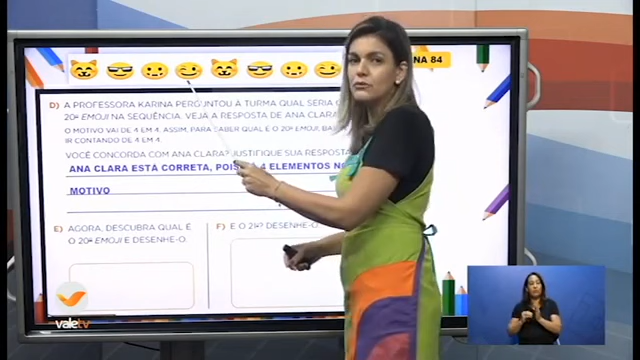 NA 84
D) A PROFESSORA KARINA PERGUNTOU À TURMA QUAL SERIA O
20º EMOJI NA SEQUÊNCIA. VEJA A RESPOSTA DE ANA CLARA.
O MOTIVO VAI DE 4 EM 4. ASSIM, PARA SABER QUAL É O 20º EMOJI,
IR CONTANDO DE 4 EM 4.
VOCÊ CONCORDA COM ANA CLARA? JUSTIFIQUE SUA RESPOSTA.
ANA CLARA ESTÁ CORRETA, POIS 4 ELEMENTOS
MOTIVO
E) AGORA, DESCUBRA QUAL É
O 20º EMOJI E DESENHE-O.
F) E O 21º? DESENHE-O.
valetv